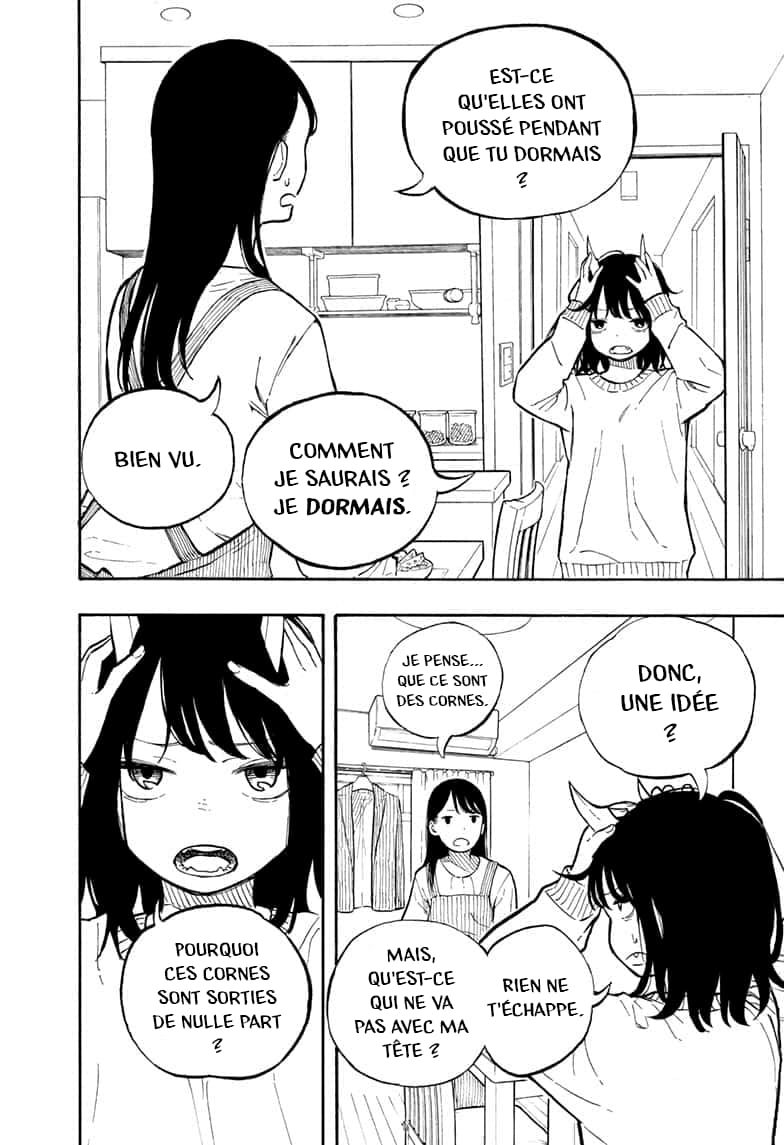 EST-CE
QU'ELLES ONT
POUSSÉ PENDANT
QUE TU DORMAIS
?
COMMENT
JE SAURAIS ?
JE DORMAIS.
BIEN VU.
DONC,
UNE IDÉE
?
JE PENSE...
QUE CE SONT
DES CORNES.
RIEN NE
T'ÉCHAPPE.
MAIS,
QU'EST-CE
QUI NE VA
PAS AVEC MA
TÊTE ?
POURQUOI
CES CORNES
SONT SORTIES
DE NULLE PART
?